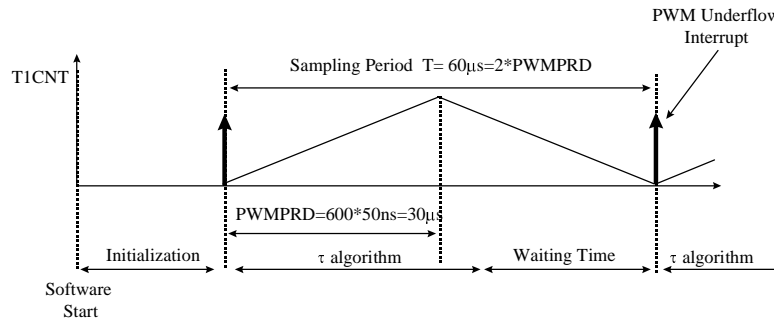 PWM Underflow
Interrupt
T1CNT
Sampling Period T= 60μs=2*PWMPRD
PWMPRD=600*50ns=30μs
Initialization
τ algorithm
Waiting Time
τ algorithm
Software
Start